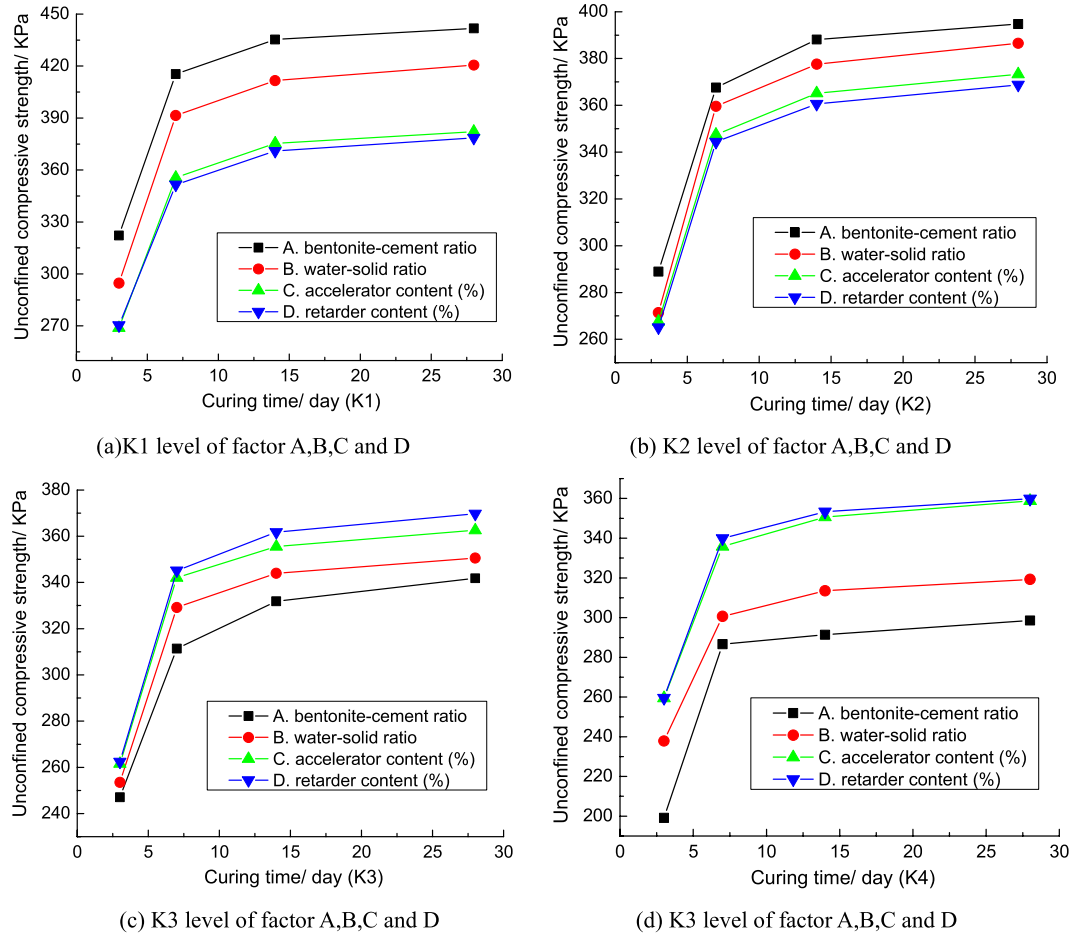 450
420
390
360
330
300
270
Unconfined compressive strength/ KPa
A. bentonite-cement ratio
B. water-solid ratio
C. accelerator content (%)
D. retarder content (%)
0 5 10 15 20 25 30
Curing time/ day (K1)
(a)K1 level of factor A,B,C and D
400
380
360
340
320
300
280
260
Unconfined compressive strength/ KPa
A. bentonite-cement ratio
B. water-solid ratio
C. accelerator content (%)
D. retarder content (%)
0 5 10 15 20 25 30
Curing time/ day (K2)
(b) K2 level of factor A,B,C and D
380
360
340
320
300
280
260
240
Unconfined compressive strength/ KPa
A. bentonite-cement ratio
B. water-solid ratio
C. accelerator content (%)
D. retarder content (%)
0 5 10 15 20 25 30
Curing time/ day (K3)
(c) K3 level of factor A,B,C and D
360
340
320
300
280
260
240
220
200
Unconfined compressive strength/ KPa
A. bentonite-cement ratio
B. water-solid ratio
C. accelerator content (%)
D. retarder content (%)
0 5 10 15 20 25 30
Curing time/ day (K4)
(d) K3 level of factor A,B,C and D